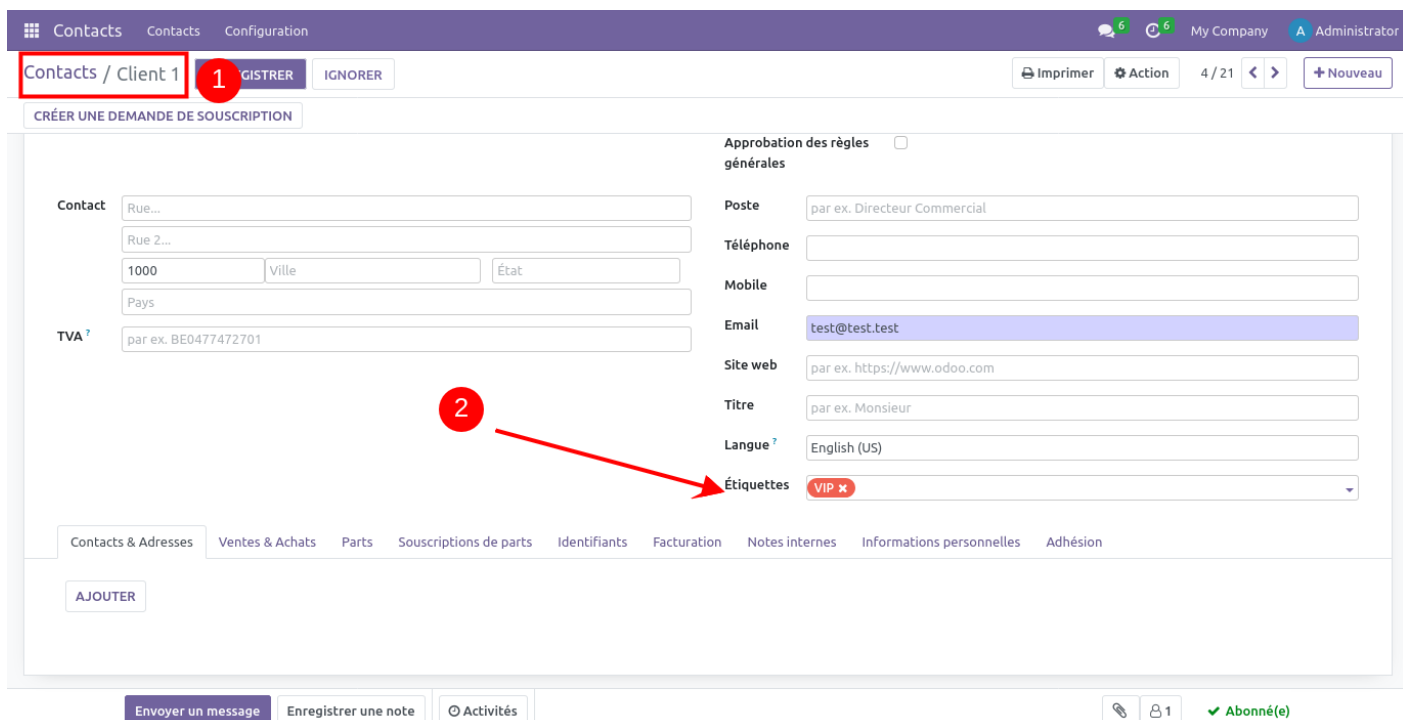 Contacts Contacts Configuration 6 6 My Company A Administrator
Contacts / Client 1 1 GISTRER IGNORER Imprimer Action 4 / 21 Nouveau
CRÉER UNE DEMANDE DE SOUSCRIPTION
Approbation des règles
générales
Contact Rue...
Rue 2...
1000 Ville État
Pays
TVA ? par ex. BE0477472701
Poste par ex. Directeur Commercial
Téléphone
Mobile
Email test@test.test
Site web par ex. https://www.odoo.com
Titre par ex. Monsieur
2
Langue ? English (US)
Étiquettes VIP ×
Contacts & Adresses Ventes & Achats Parts Souscriptions de parts Identifiants Facturation Notes internes Informations personnelles Adhésion
AJOUTER
Envoyer un message Enregistrer une note Activités 1 Abonné(e)